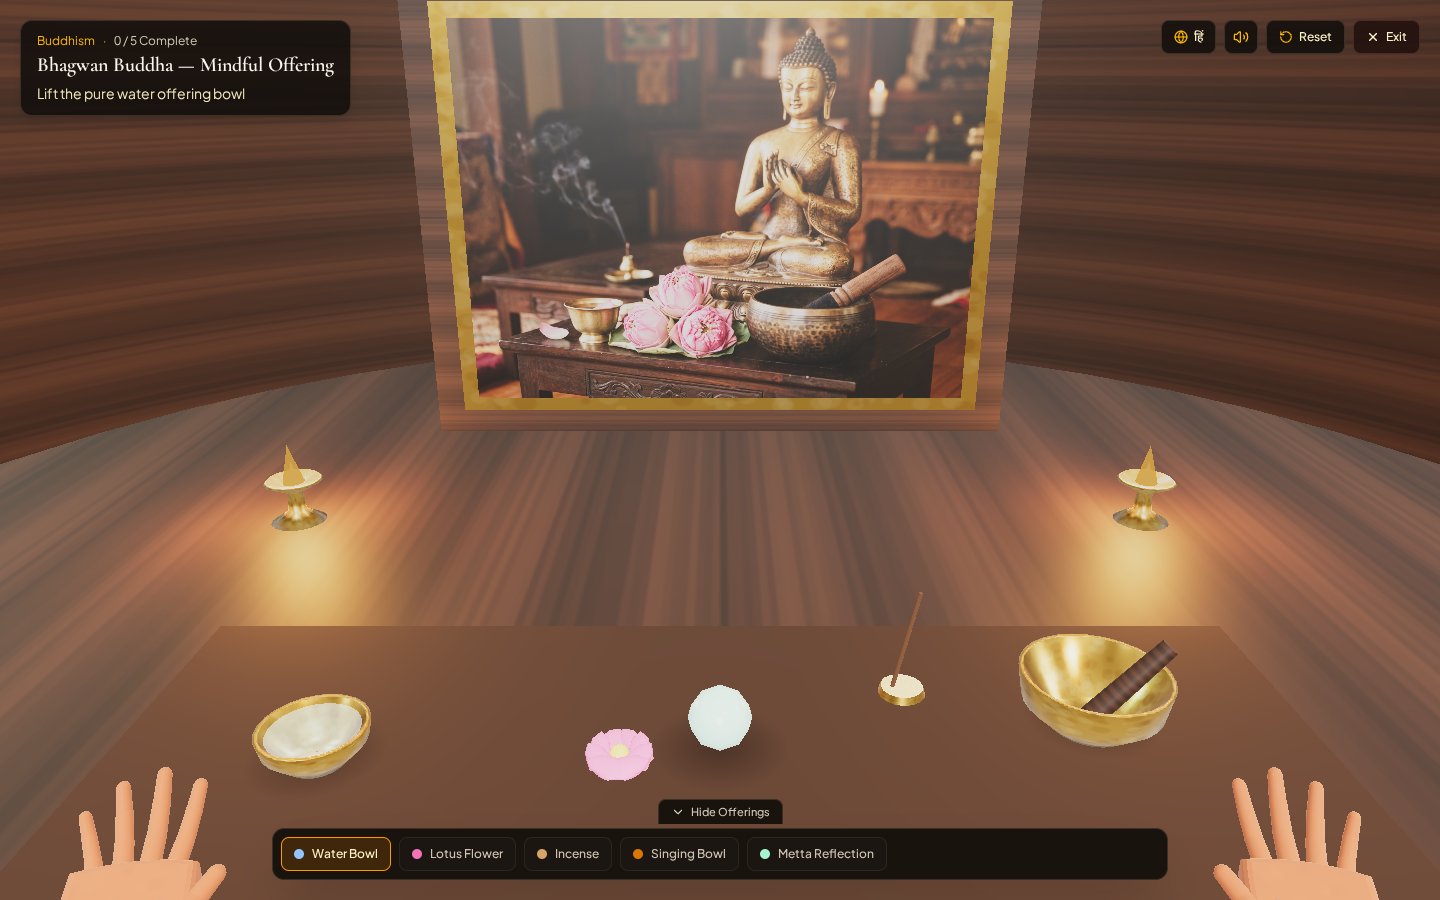 Buddhism · 0/5 Complete
Bhagwan Buddha — Mindful Offering
Lift the pure water offering bowl
हिं
Reset
Exit
Hide Offerings
Water Bowl
Lotus Flower
Incense
Singing Bowl
Metta Reflection